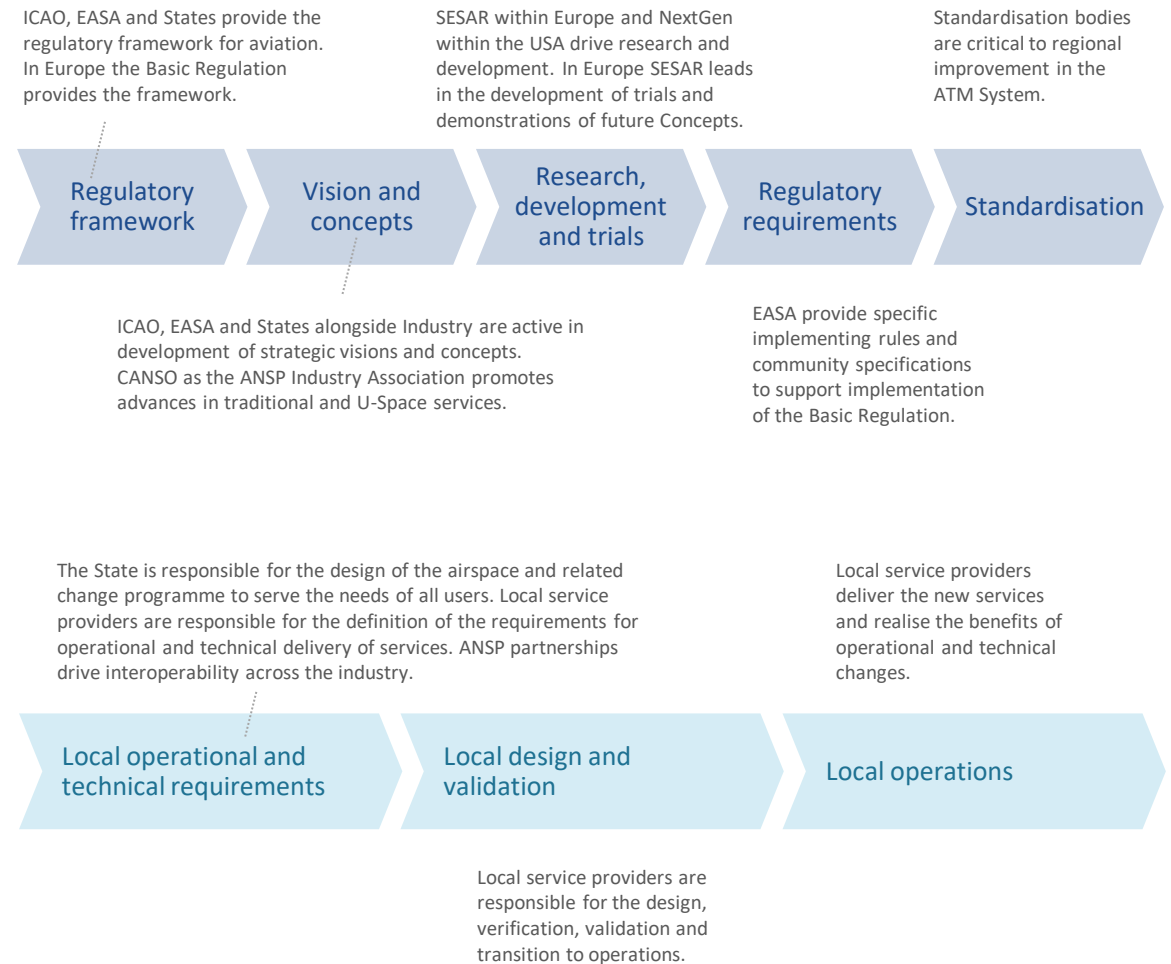 ICAO, EASA and States provide the
regulatory framework for aviation.
In Europe the Basic Regulation
provides the framework.
SESAR within Europe and NextGen
within the USA drive research and
development. In Europe SESAR leads
in the development of trials and
demonstrations of future Concepts.
Standardisation bodies
are critical to regional
improvement in the
ATM System.
Regulatory
framework
Vision and
concepts
Research,
development
and trials
Regulatory
requirements
Standardisation
ICAO, EASA and States alongside Industry are active in
development of strategic visions and concepts.
CANSO as the ANSP Industry Association promotes
advances in traditional and U-Space services.
EASA provide specific
implementing rules and
community specifications
to support implementation
of the Basic Regulation.
The State is responsible for the design of the airspace and related
change programme to serve the needs of all users. Local service
providers are responsible for the definition of the requirements for
operational and technical delivery of services. ANSP partnerships
drive interoperability across the industry.
Local service providers
deliver the new services
and realise the benefits of
operational and technical
changes.
Local operational and
technical requirements
Local design and
validation
Local operations
Local service providers are
responsible for the design,
verification, validation and
transition to operations.